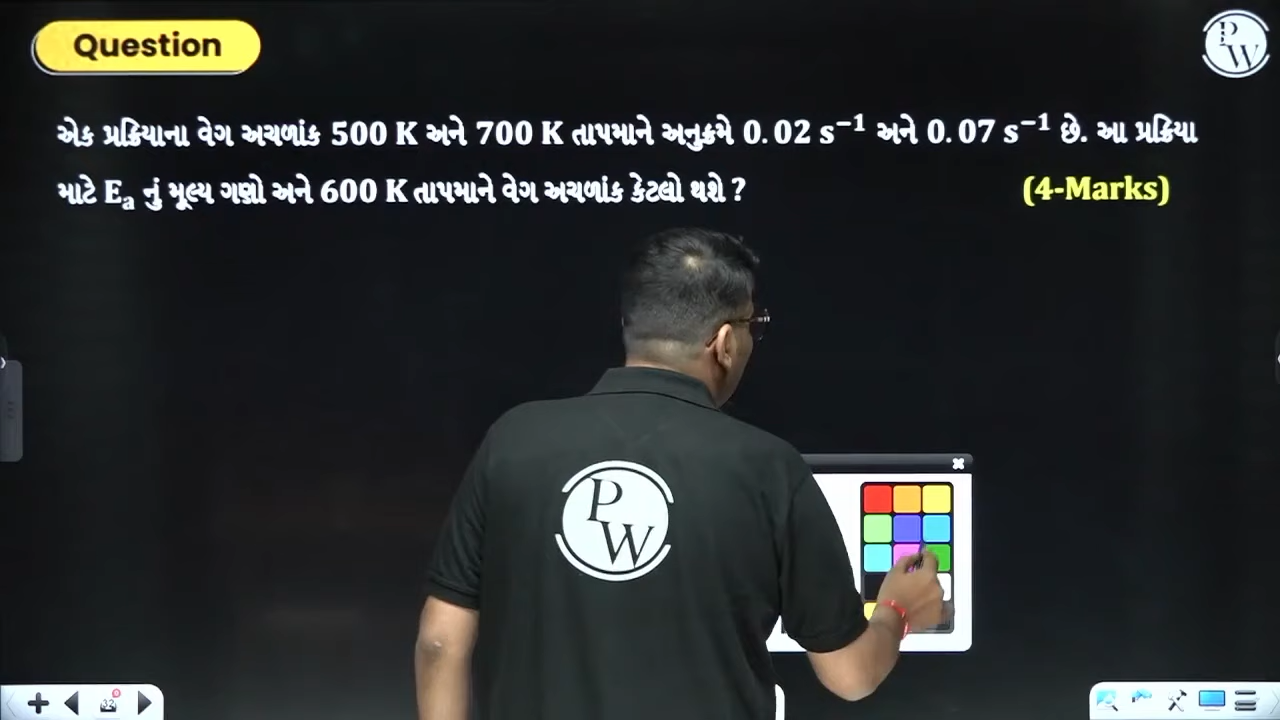 Question
PW
એક પ્રક્રિયાના વેગ અચળાંક 500 K અને 700 K તાપમાને અનુક્રમે 0.02 s⁻¹ અને 0.07 s⁻¹ છે. આ પ્રક્રિયા
માટે Eₐ નું મૂલ્ય ગણો અને 600 K તાપમાને વેગ અચળાંક કેટલો થશે ?
(4-Marks)
PW
32